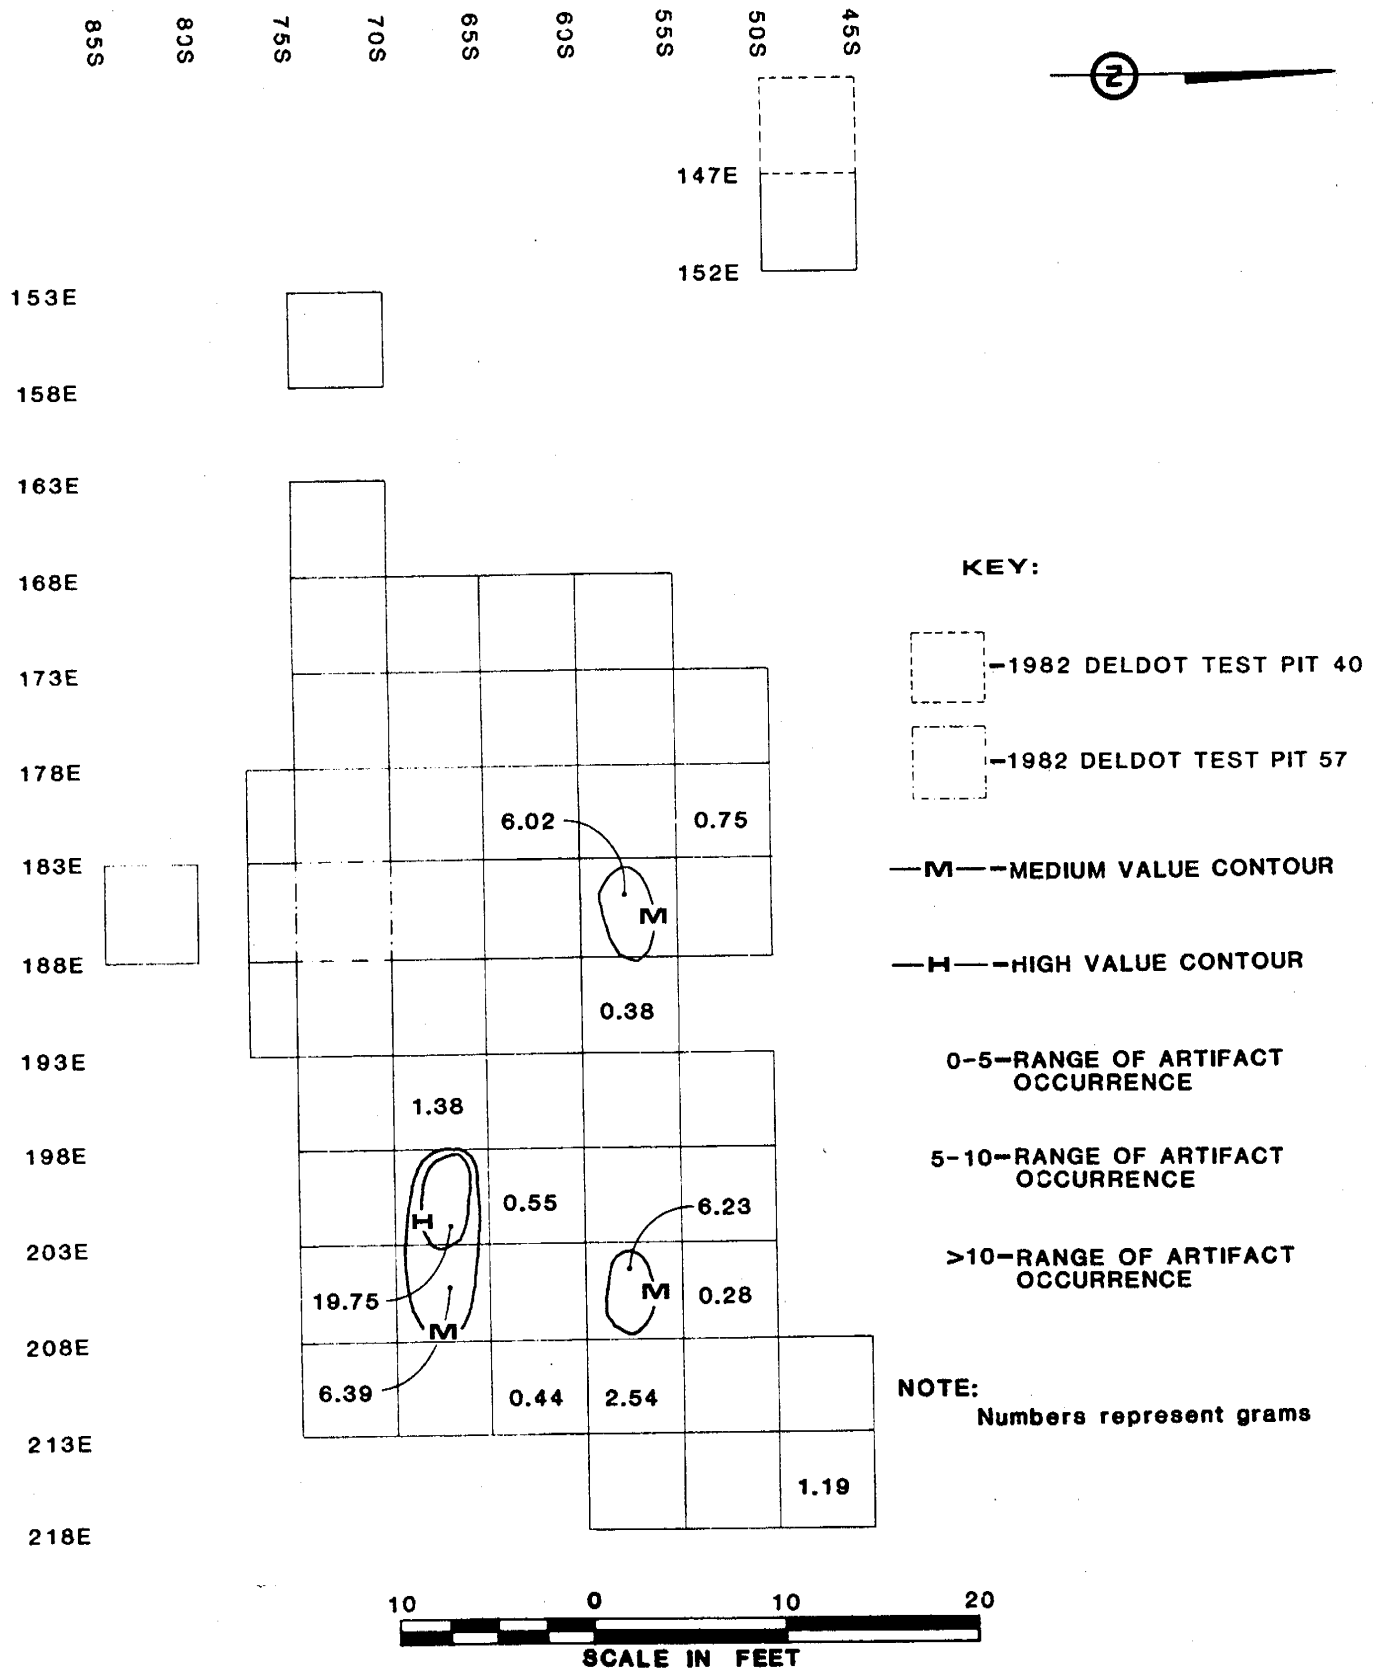 85S
80S
75S
70S
65S
60S
55S
50S
45S
N
147E
152E
153E
158E
163E
168E
173E
178E
183E
188E
193E
198E
203E
208E
213E
218E
6.02
0.75
M
0.38
1.38
H
0.55
6.23
19.75
M
M
0.28
6.39
0.44
2.54
1.19
KEY:
-1982 DELDOT TEST PIT 40
-1982 DELDOT TEST PIT 57
—M—-MEDIUM VALUE CONTOUR
—H—-HIGH VALUE CONTOUR
0-5-RANGE OF ARTIFACT
OCCURRENCE
5-10-RANGE OF ARTIFACT
OCCURRENCE
>10-RANGE OF ARTIFACT
OCCURRENCE
NOTE:
Numbers represent grams
10 0 10 20
SCALE IN FEET